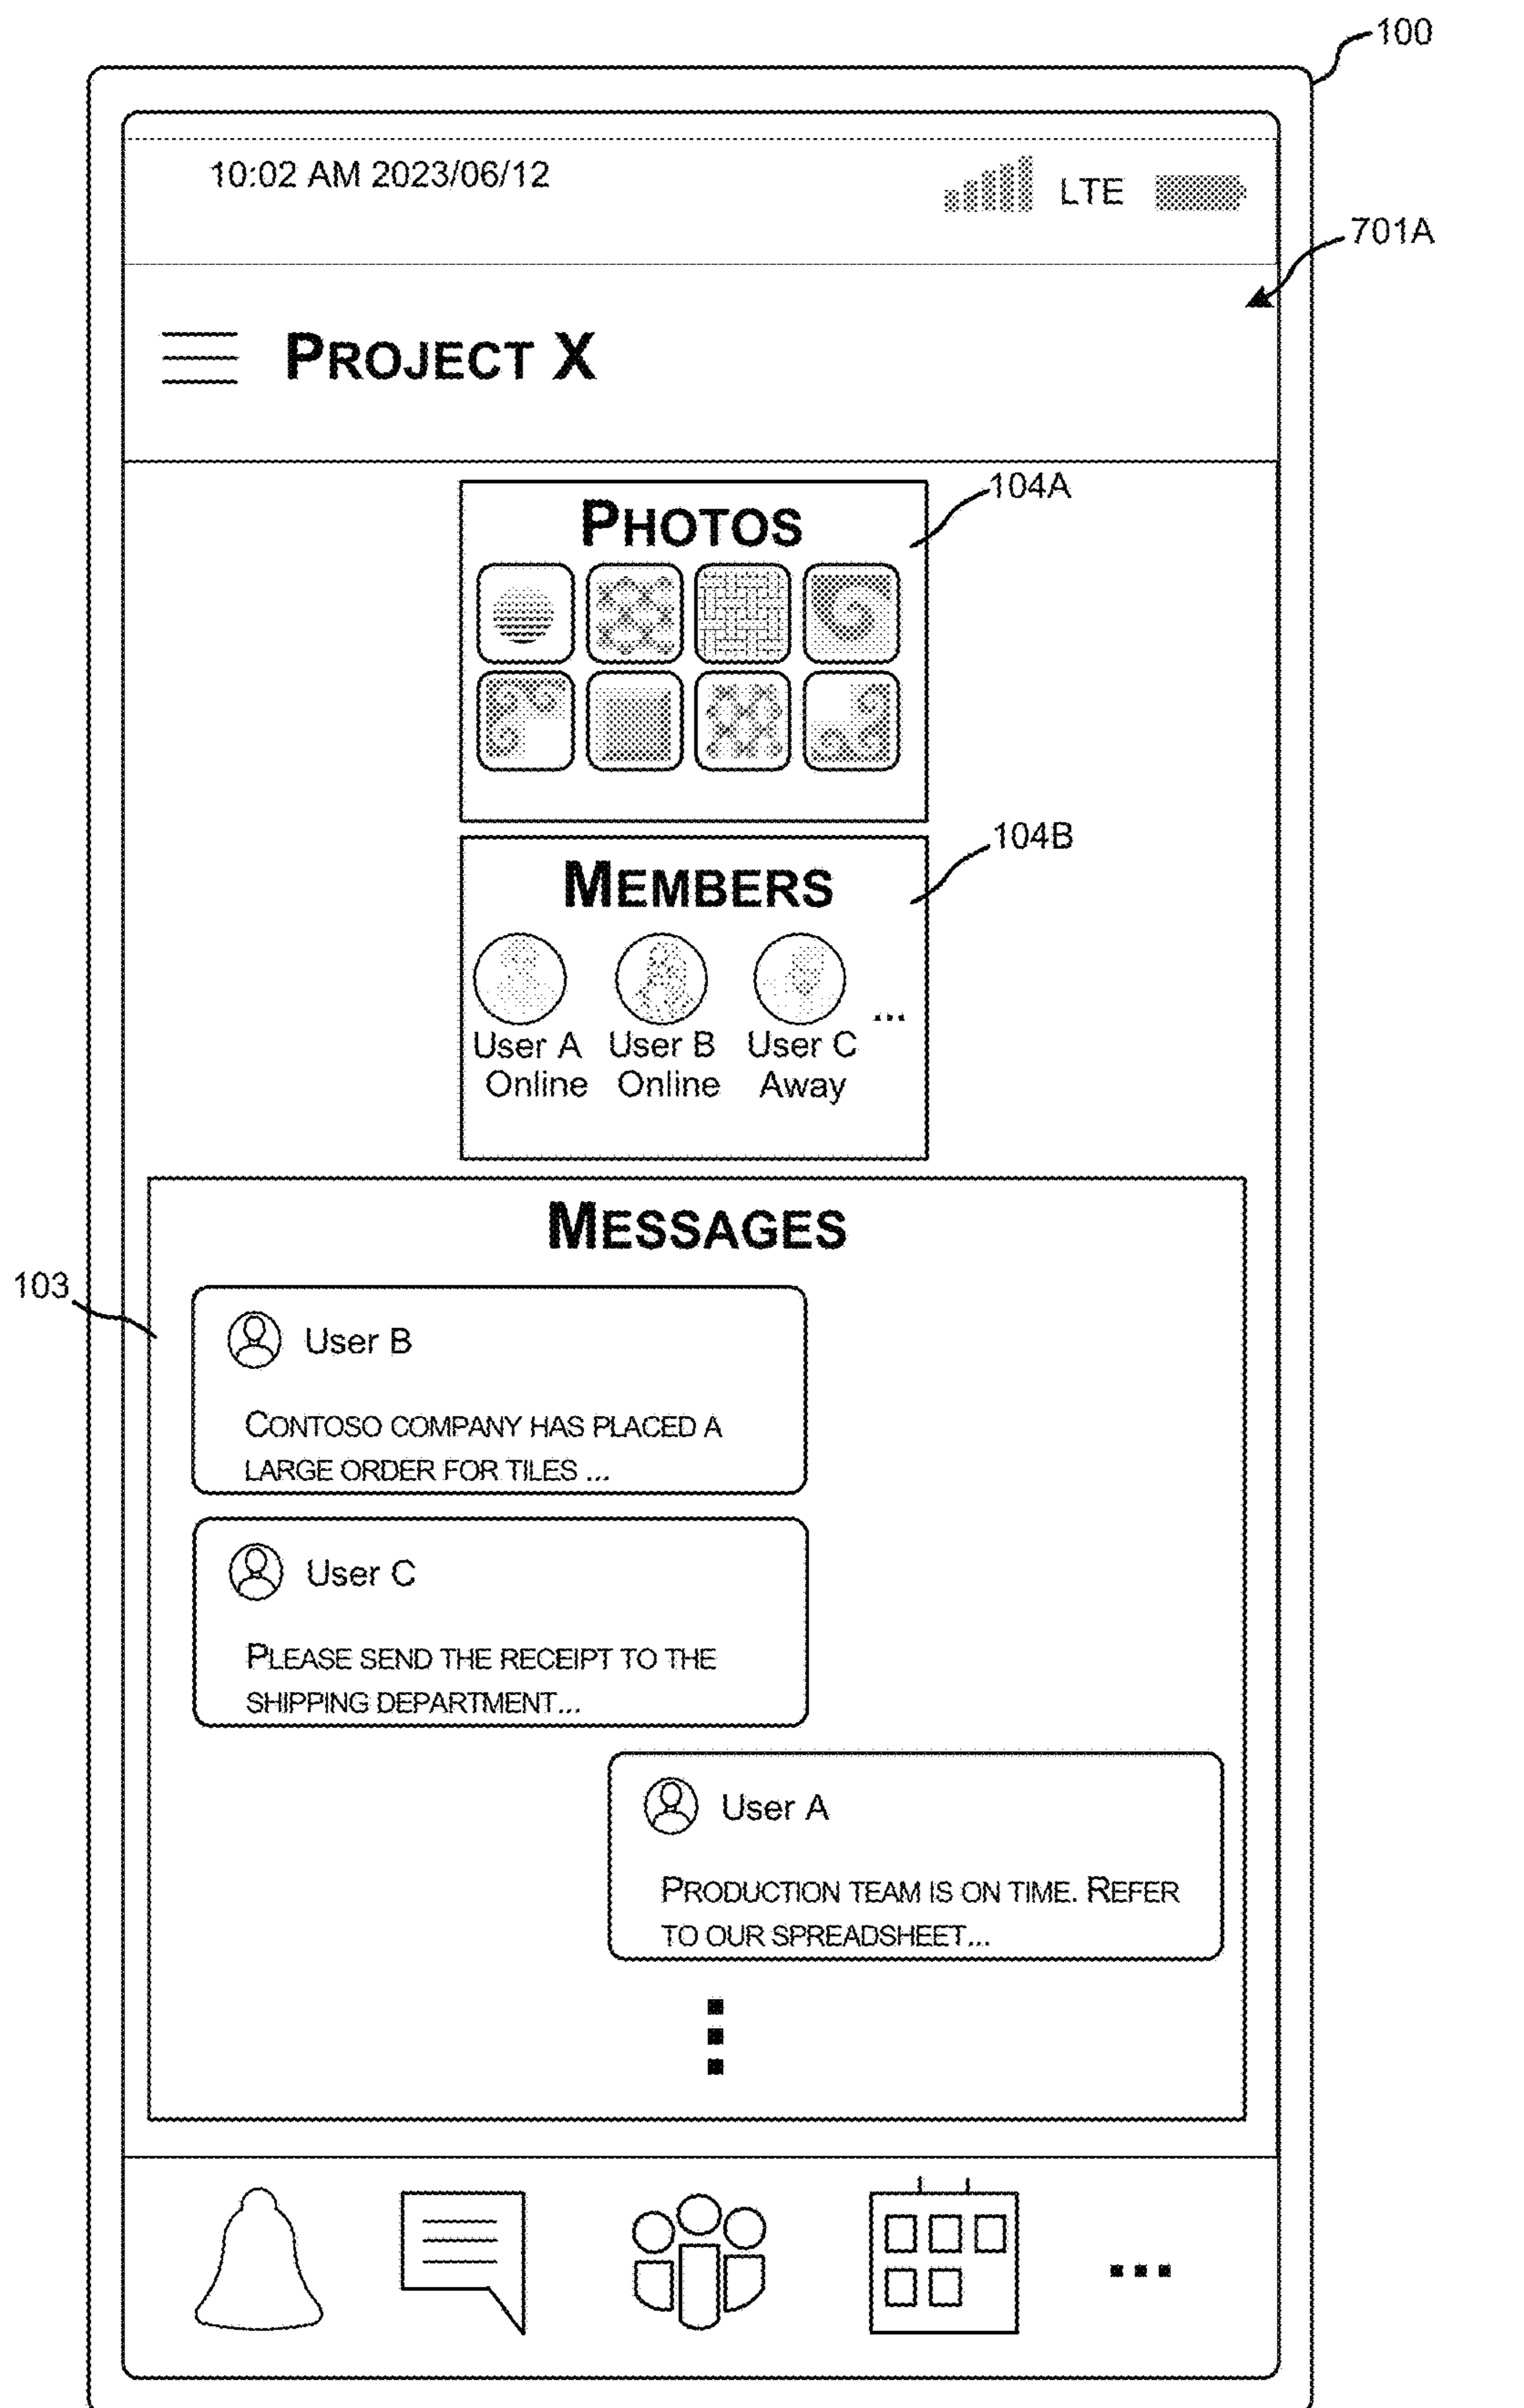 100
10:02 AM 2023/06/12
LTE
701A
PROJECT X
104A
PHOTOS
104B
MEMBERS
User A User B User C ...
Online Online Away
MESSAGES
103
User B
CONTOSO COMPANY HAS PLACED A
LARGE ORDER FOR TILES ...
User C
PLEASE SEND THE RECEIPT TO THE
SHIPPING DEPARTMENT...
User A
PRODUCTION TEAM IS ON TIME. REFER
TO OUR SPREADSHEET...